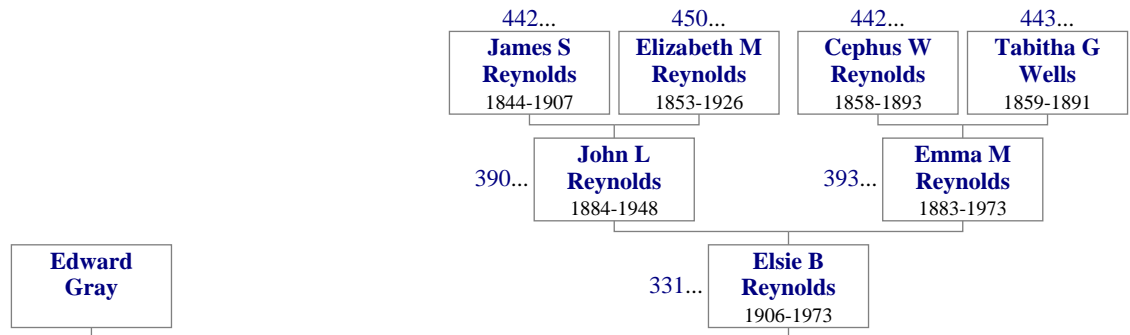 442...
450...
442...
443...
James S
Reynolds
1844-1907
Elizabeth M
Reynolds
1853-1926
Cephus W
Reynolds
1858-1893
Tabitha G
Wells
1859-1891
390...
John L
Reynolds
1884-1948
393...
Emma M
Reynolds
1883-1973
Edward
Gray
331...
Elsie B
Reynolds
1906-1973